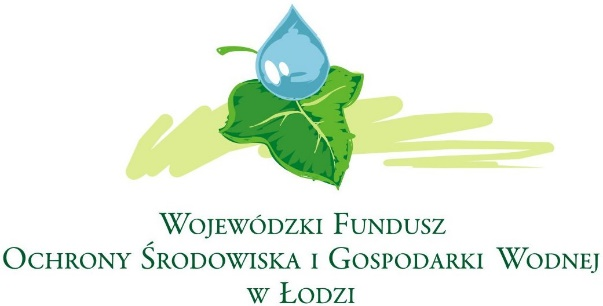 Wojewódzki Fundusz
Ochrony Środowiska i Gospodarki Wodnej
w Łodzi